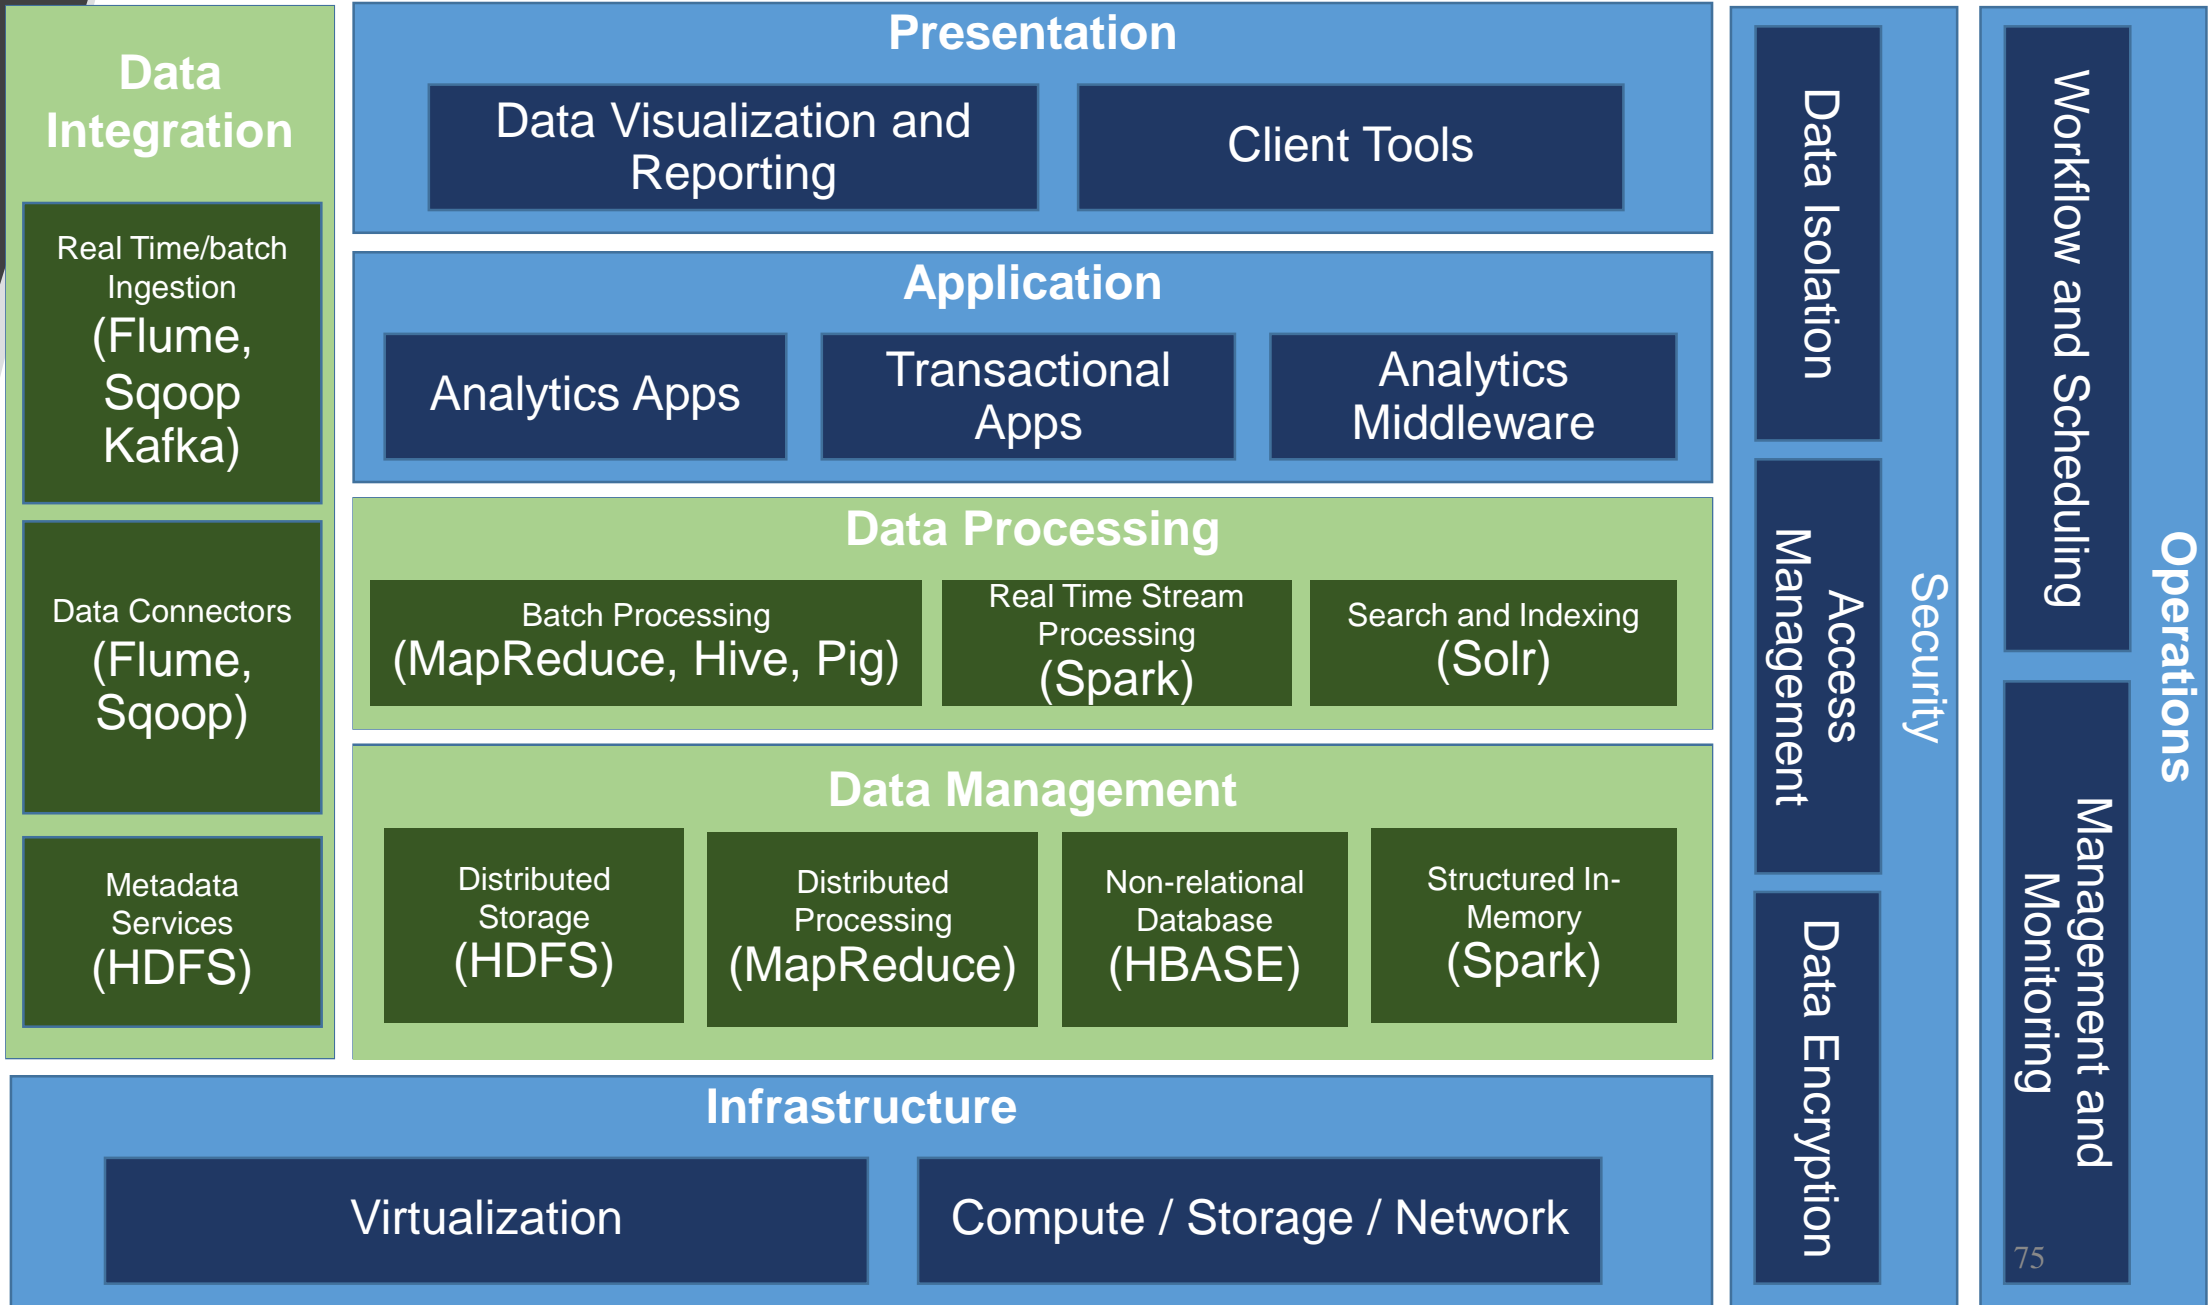 Data
Integration
Real Time/batch
Ingestion
(Flume,
Sqoop
Kafka)
Data Connectors
(Flume,
Sqoop)
Metadata
Services
(HDFS)
Presentation
Data Visualization and
Reporting
Client Tools
Application
Analytics Apps
Transactional
Apps
Analytics
Middleware
Data Processing
Batch Processing
(MapReduce, Hive, Pig)
Real Time Stream
Processing
(Spark)
Search and Indexing
(Solr)
Data Management
Distributed
Storage
(HDFS)
Distributed
Processing
(MapReduce)
Non-relational
Database
(HBASE)
Structured In-
Memory
(Spark)
Infrastructure
Virtualization
Compute / Storage / Network
Security
Data Isolation
Access
Management
Data Encryption
Operations
Workflow and Scheduling
Management and
Monitoring
75